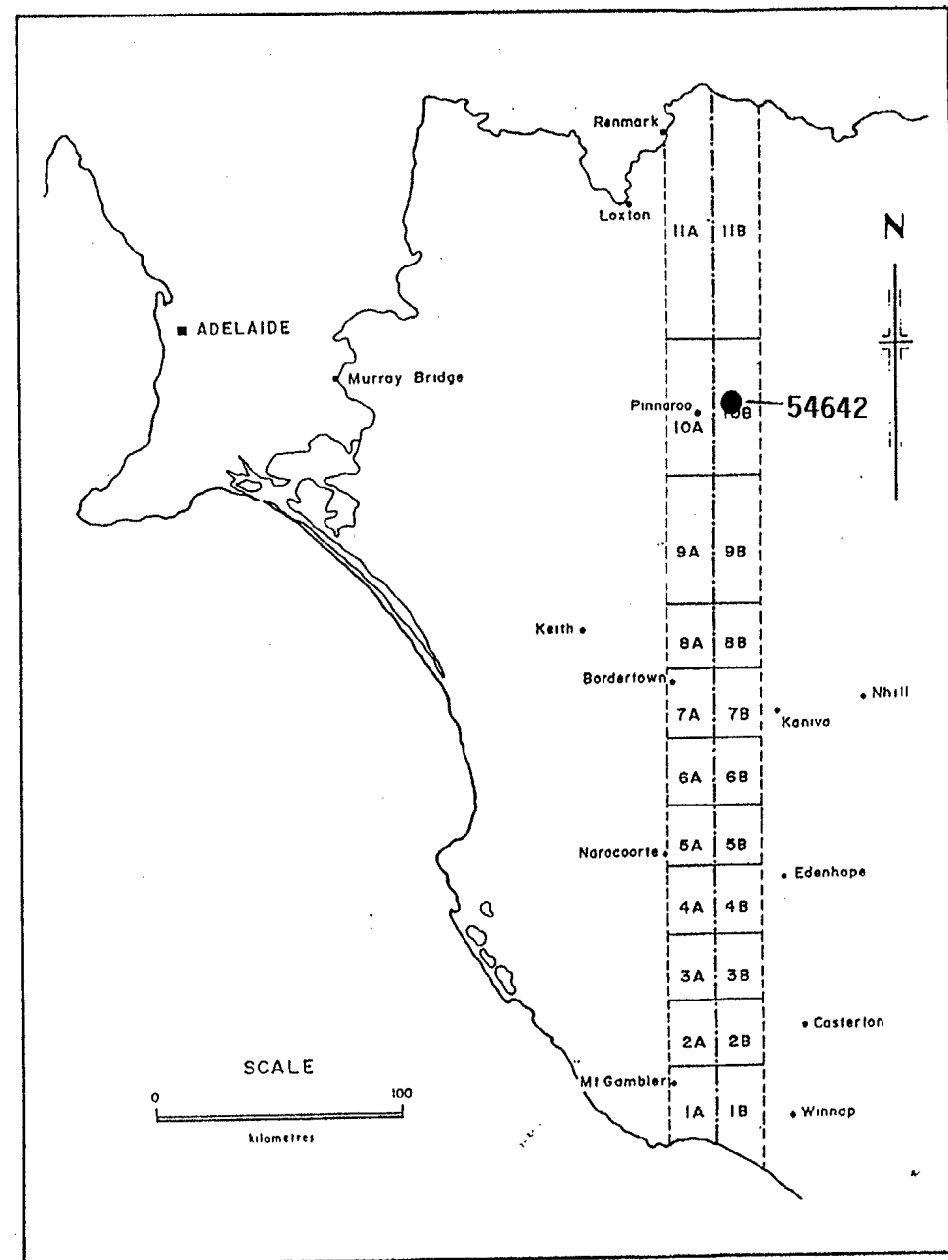 Renmark
Loxton
N
11A 11B
ADELAIDE
Murray Bridge
Pinnaroo
54642
10A 10B
9A 9B
Keith
8A 8B
Bordertown
Nhill
7A 7B
Kaniva
6A 6B
5A 5B
Naracoorte
Edenhope
4A 4B
3A 3B
Casterton
2A 2B
SCALE
Mt Gambier
0 100
1A 1B
Winnap
kilometres